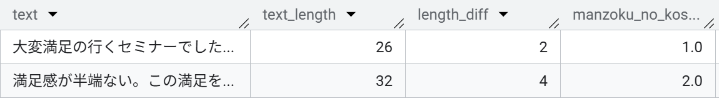 text text_length length_diff manzoku_no_kos...
大変満足の行くセミナーでした... 26 2 1.0
満足感が半端ない。この満足を... 32 4 2.0